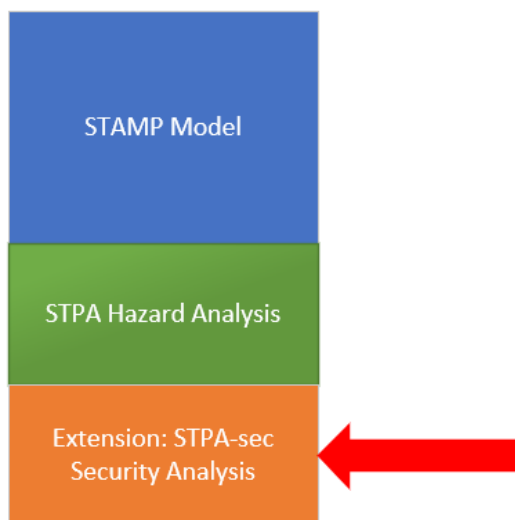 STAMP Model
STPA Hazard Analysis
Extension: STPA-sec
Security Analysis